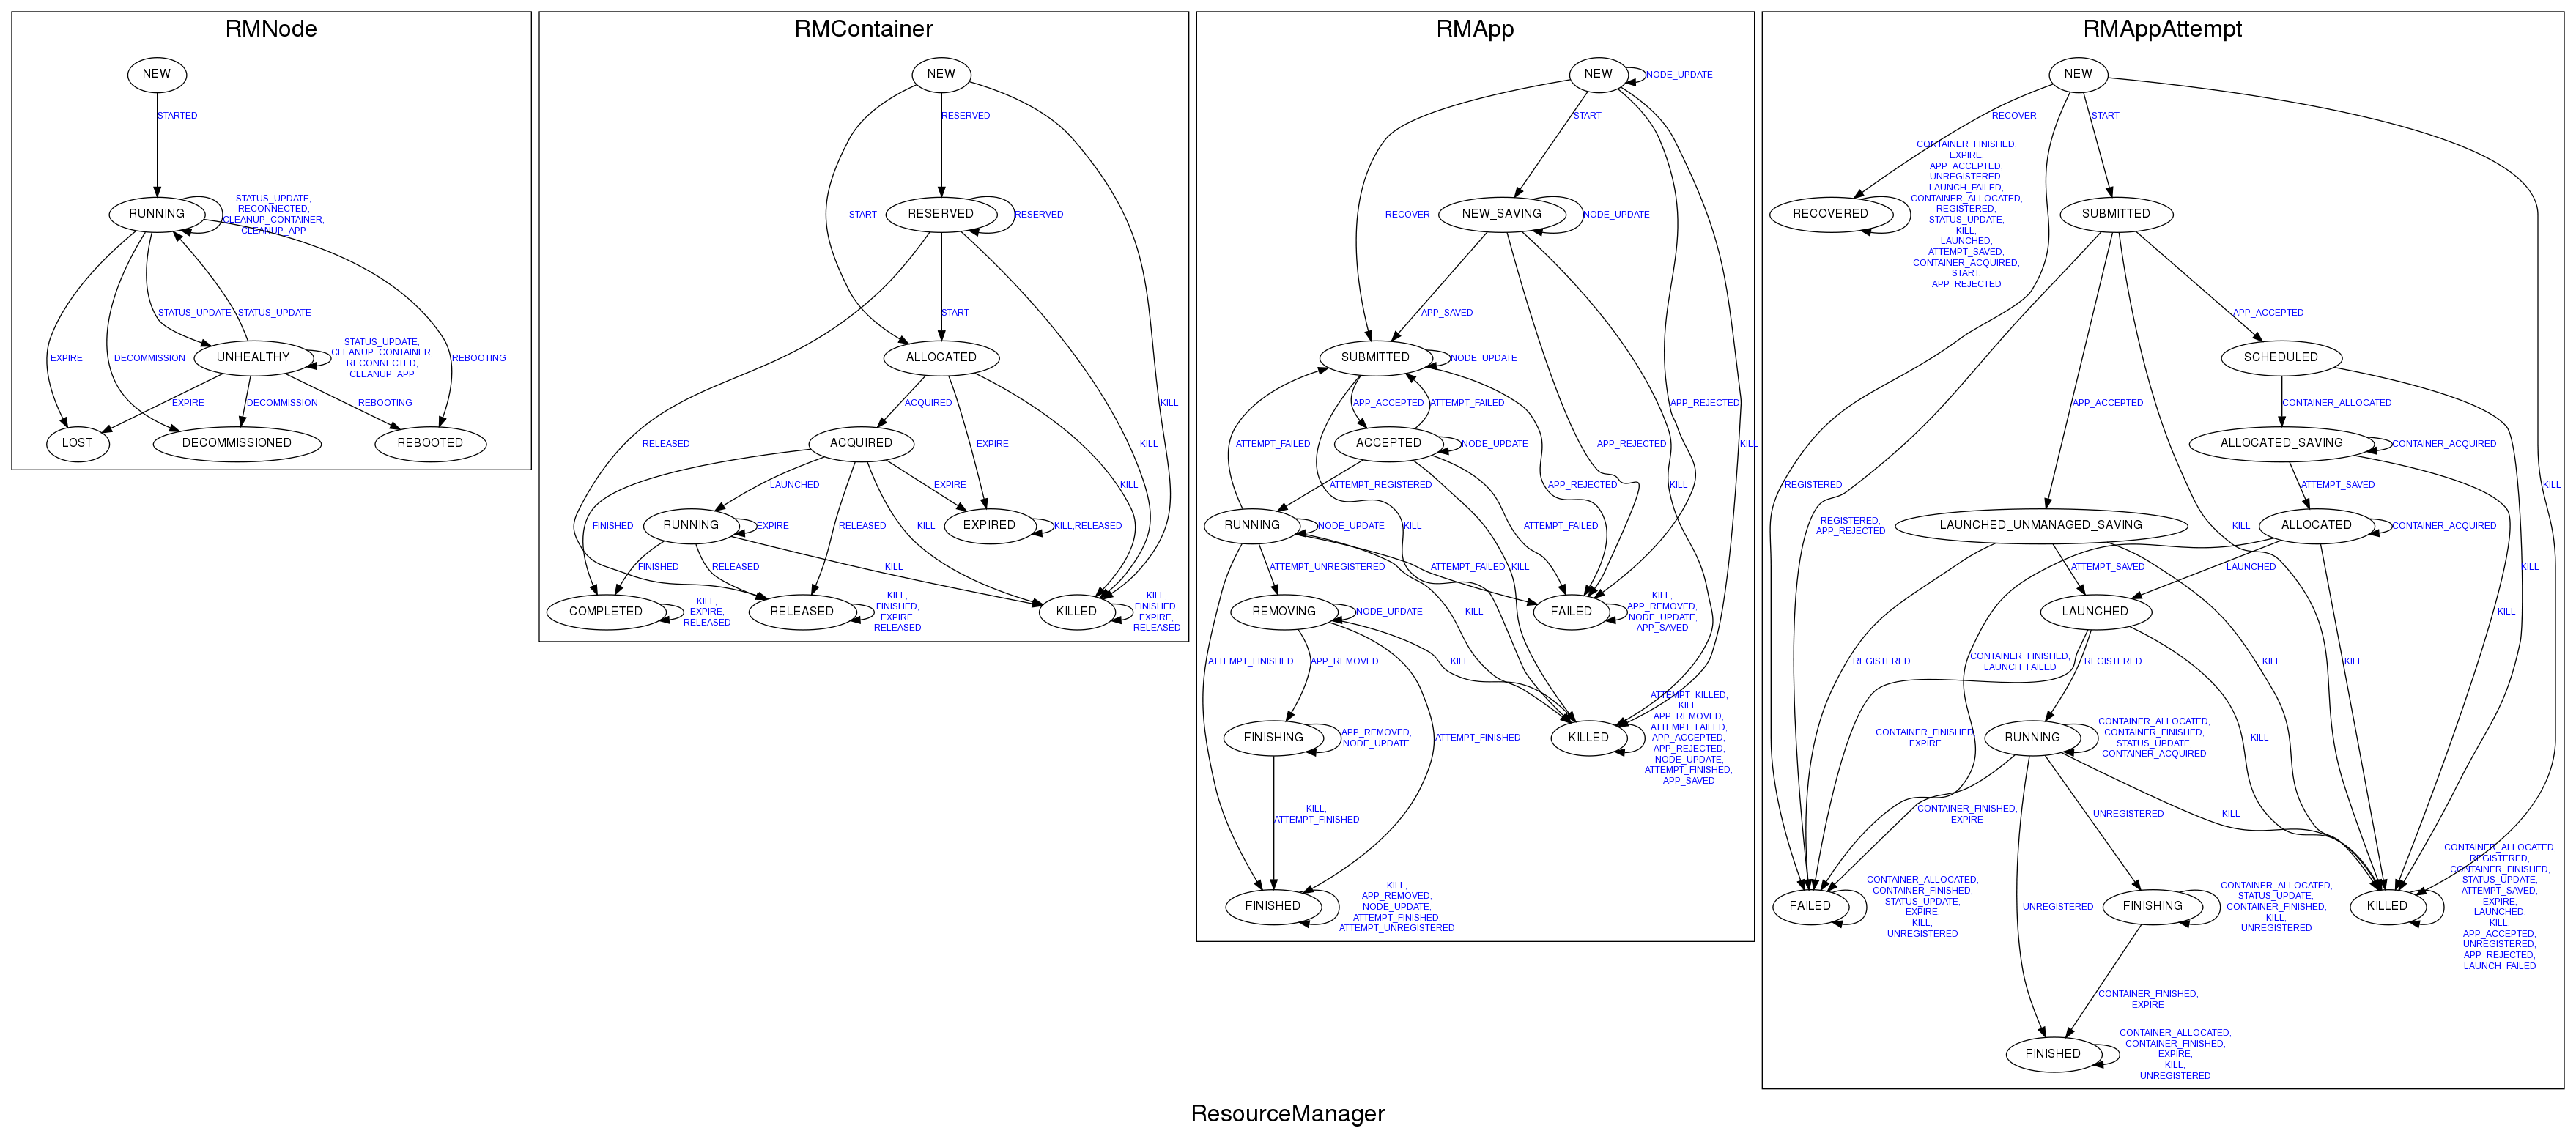 RMNode
NEW
STARTED
RUNNING
STATUS_UPDATE,
RECONNECTED,
CLEANUP_CONTAINER,
CLEANUP_APP
STATUS_UPDATE
STATUS_UPDATE
EXPIRE
DECOMMISSION
UNHEALTHY
STATUS_UPDATE,
CLEANUP_CONTAINER,
RECONNECTED,
CLEANUP_APP
REBOOTING
EXPIRE
DECOMMISSION
REBOOTING
LOST
DECOMMISSIONED
REBOOTED
RMContainer
NEW
RESERVED
START
RESERVED
RESERVED
START
ALLOCATED
KILL
ACQUIRED
RELEASED
ACQUIRED
EXPIRE
KILL
LAUNCHED
EXPIRE
KILL
FINISHED
RUNNING
EXPIRE
RELEASED
KILL
EXPIRED
KILL,RELEASED
FINISHED
RELEASED
KILL
COMPLETED
KILL,
EXPIRE,
RELEASED
RELEASED
KILL,
FINISHED,
EXPIRE,
RELEASED
KILLED
KILL,
FINISHED,
EXPIRE,
RELEASED
RMApp
NEW
NODE_UPDATE
START
RECOVER
NEW_SAVING
NODE_UPDATE
APP_SAVED
SUBMITTED
NODE_UPDATE
APP_ACCEPTED
ATTEMPT_FAILED
APP_REJECTED
ATTEMPT_FAILED
ACCEPTED
NODE_UPDATE
APP_REJECTED
KILL
ATTEMPT_REGISTERED
APP_REJECTED
KILL
RUNNING
NODE_UPDATE
KILL
ATTEMPT_FAILED
ATTEMPT_UNREGISTERED
ATTEMPT_FAILED
KILL
REMOVING
NODE_UPDATE
KILL
FAILED
KILL,
APP_REMOVED,
NODE_UPDATE,
APP_SAVED
ATTEMPT_FINISHED
APP_REMOVED
KILL
FINISHING
APP_REMOVED,
NODE_UPDATE
ATTEMPT_FINISHED
KILLED
ATTEMPT_KILLED,
KILL,
APP_REMOVED,
ATTEMPT_FAILED,
APP_ACCEPTED,
APP_REJECTED,
NODE_UPDATE,
ATTEMPT_FINISHED,
APP_SAVED
KILL,
ATTEMPT_FINISHED
FINISHED
KILL,
APP_REMOVED,
NODE_UPDATE,
ATTEMPT_FINISHED,
ATTEMPT_UNREGISTERED
RMAppAttempt
NEW
RECOVER
START
RECOVERED
CONTAINER_FINISHED,
EXPIRE,
APP_ACCEPTED,
UNREGISTERED,
LAUNCH_FAILED,
CONTAINER_ALLOCATED,
REGISTERED,
STATUS_UPDATE,
KILL,
LAUNCHED,
ATTEMPT_SAVED,
CONTAINER_ACQUIRED,
START,
APP_REJECTED
SUBMITTED
APP_ACCEPTED
SCHEDULED
APP_ACCEPTED
CONTAINER_ALLOCATED
ALLOCATED_SAVING
CONTAINER_ACQUIRED
REGISTERED
ATTEMPT_SAVED
KILL
REGISTERED,
APP_REJECTED
LAUNCHED_UNMANAGED_SAVING
KILL
ALLOCATED
CONTAINER_ACQUIRED
ATTEMPT_SAVED
LAUNCHED
KILL
LAUNCHED
KILL
REGISTERED
CONTAINER_FINISHED,
LAUNCH_FAILED
REGISTERED
KILL
KILL
CONTAINER_FINISHED,
EXPIRE
RUNNING
CONTAINER_ALLOCATED,
CONTAINER_FINISHED,
STATUS_UPDATE,
CONTAINER_ACQUIRED
KILL
CONTAINER_FINISHED,
EXPIRE
UNREGISTERED
KILL
FAILED
CONTAINER_ALLOCATED,
CONTAINER_FINISHED,
STATUS_UPDATE,
EXPIRE,
KILL,
UNREGISTERED
UNREGISTERED
FINISHING
CONTAINER_ALLOCATED,
STATUS_UPDATE,
CONTAINER_FINISHED,
KILL,
UNREGISTERED
KILLED
CONTAINER_ALLOCATED,
REGISTERED,
CONTAINER_FINISHED,
STATUS_UPDATE,
ATTEMPT_SAVED,
EXPIRE,
LAUNCHED,
KILL,
APP_ACCEPTED,
UNREGISTERED,
APP_REJECTED,
LAUNCH_FAILED
CONTAINER_FINISHED,
EXPIRE
FINISHED
CONTAINER_ALLOCATED,
CONTAINER_FINISHED,
EXPIRE,
KILL,
UNREGISTERED
ResourceManager